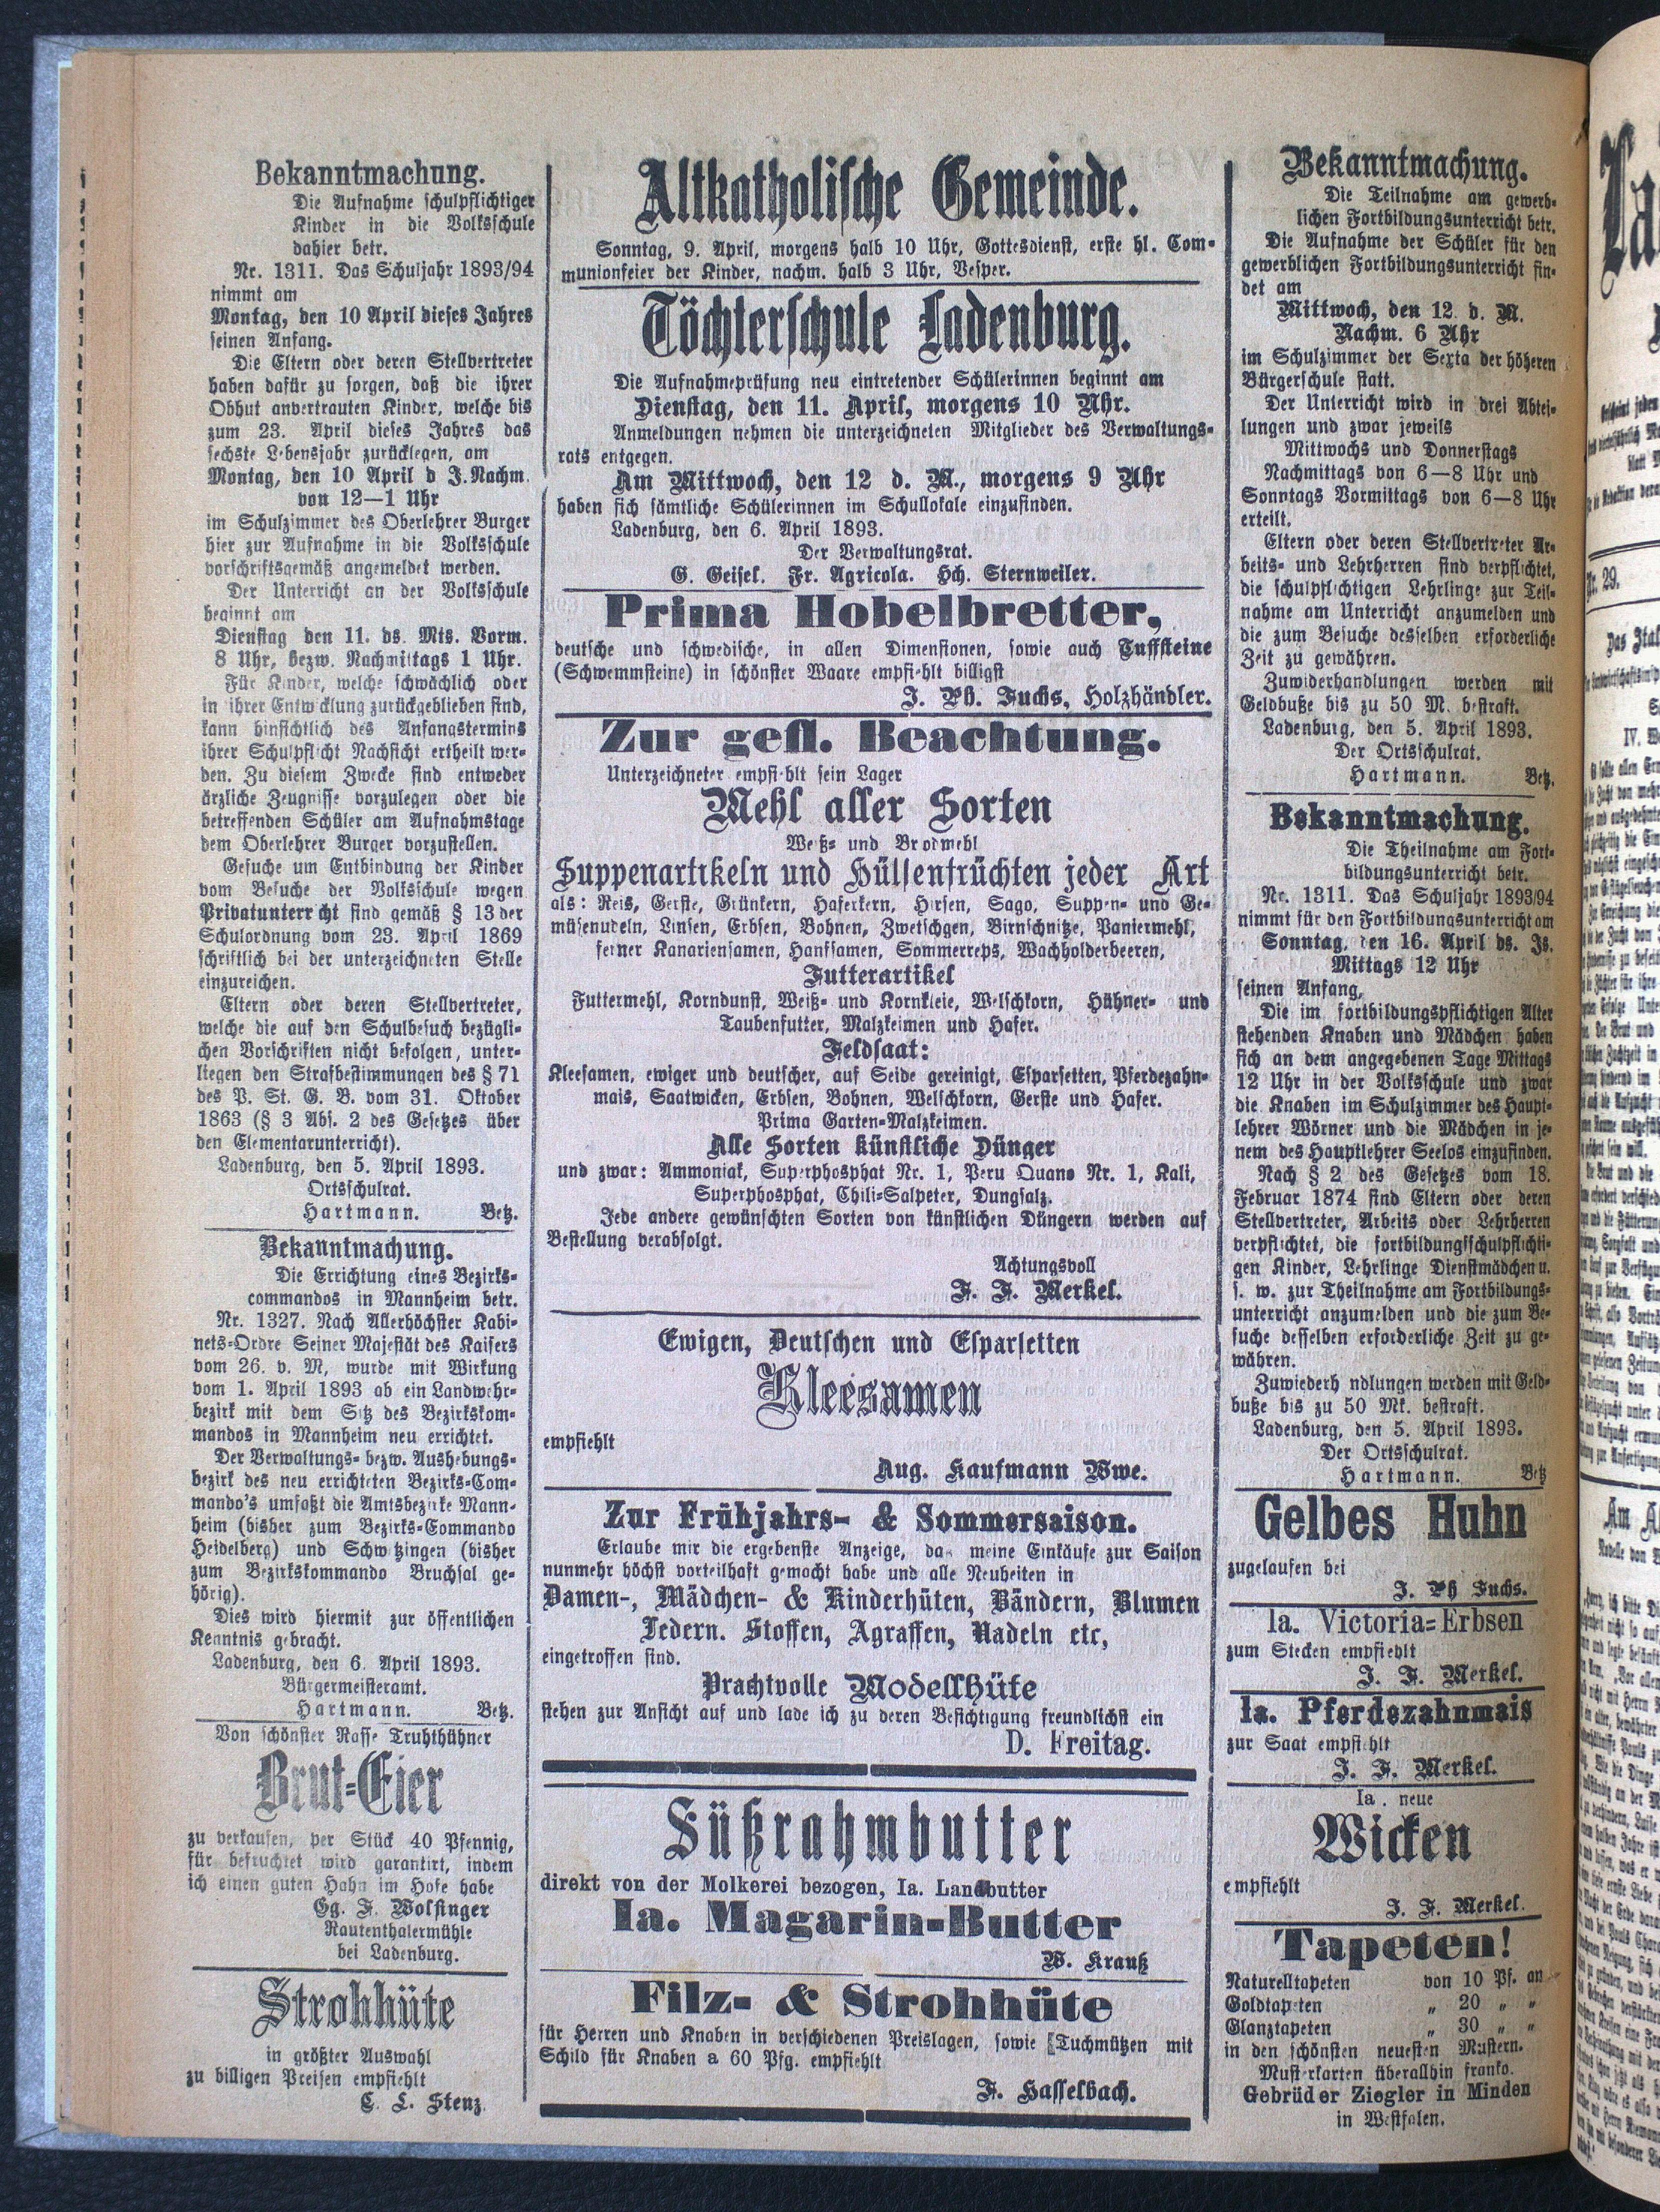 Bekanntmachung.
Die Aufnahme schulpflichtiger
Kinder in die Volksschule
dahier betr.
Nr. 1311. Das Schuljahr 1893/94
nimmt am
Montag, den 10 April dieses Jahres
seinen Anfang.
Die Eltern oder deren Stellvertreter
haben dafür zu sorgen, daß die ihrer
Obhut anvertrauten Kinder, welche bis
zum 23. April dieses Jahres das
sechste Lebensjahr zurücklegen, am
Montag, den 10 April d J. Nachm.
von 12—1 Uhr
im Schulzimmer des Oberlehrer Burger
hier zur Aufnahme in die Volksschule
vorschriftsgemäß angemeldet werden.
Der Unterricht an der Volksschule
beginnt am
Dienstag den 11. ds. Mts. Vorm.
8 Uhr, bezw. Nachmittags 1 Uhr.
Für Kinder, welche schwächlich oder
in ihrer Entwicklung zurückgeblieben sind,
kann hinsichtlich des Anfangstermins
ihrer Schulpflicht Nachsicht ertheilt wer-
den. Zu diesem Zwecke sind entweder
ärzliche Zeugnisse vorzulegen oder die
betreffenden Schüler am Aufnahmstage
dem Oberlehrer Burger vorzustellen.
Gesuche um Entbindung der Kinder
vom Besuche der Volksschule wegen
Privatunterricht sind gemäß § 13 der
Schulordnung vom 23. April 1869
schriftlich bei der unterzeichneten Stelle
einzureichen.
Eltern oder deren Stellvertreter,
welche die auf den Schulbesuch bezügli-
chen Vorschriften nicht befolgen, unter-
liegen den Strafbestimmungen des § 71
des P. St. G. B. vom 31. Oktober
1863 (§ 3 Abs. 2 des Gesetzes über
den Elementarunterricht).
Ladenburg, den 5. April 1893.
Ortsschulrat.
Hartmann. Betz.
Bekanntmachung.
Die Errichtung eines Bezirks-
commandos in Mannheim betr.
Nr. 1327. Nach Allerhöchster Kabi-
nets-Ordre Seiner Majestät des Kaisers
vom 26. v. M, wurde mit Wirkung
vom 1. April 1893 ab ein Landwehr-
bezirk mit dem Sitz des Bezirkskom-
mandos in Mannheim neu errichtet.
Der Verwaltungs- bezw. Aushebungs-
bezirk des neu errichteten Bezirks-Com-
mando's umfaßt die Amtsbezirke Mann-
heim (bisher zum Bezirks-Commando
Heidelberg) und Schwetzingen (bisher
zum Bezirkskommando Bruchsal ge-
hörig).
Dies wird hiermit zur öffentlichen
Kenntnis gebracht.
Ladenburg, den 6. April 1893.
Bürgermeisteramt.
Hartmann. Betz.
Von schönster Rasse Truhthühner
Brut-Eier
zu verkaufen, per Stück 40 Pfennig,
für befruchtet wird garantirt, indem
ich einen guten Hahn im Hofe habe
Gg. F. Wolfinger
Rautenthalermühle
bei Ladenburg.
Strohhüte
in größter Auswahl
zu billigen Preisen empfiehlt
C. L. Stenz.
Altkatholische Gemeinde.
Sonntag, 9. April, morgens halb 10 Uhr, Gottesdienst, erste hl. Com-
munionfeier der Kinder, nachm. halb 3 Uhr, Vesper.
Töchterschule Ladenburg.
Die Aufnahmeprüfung neu eintretender Schülerinnen beginnt am
Dienstag, den 11. April, morgens 10 Uhr.
Anmeldungen nehmen die unterzeichneten Mitglieder des Verwaltungs-
rats entgegen.
Am Mittwoch, den 12 d. M., morgens 9 Uhr
haben sich sämtliche Schülerinnen im Schullokale einzufinden.
Ladenburg, den 6. April 1893.
Der Verwaltungsrat.
G. Geisel. Fr. Agricola. Hch. Sternweiler.
Prima Hobelbretter,
deutsche und schwedische, in allen Dimensionen, sowie auch Tuffsteine
(Schwemmsteine) in schönster Waare empfiehlt billigst
J. Ph. Fuchs, Holzhändler.
Zur gefl. Beachtung.
Unterzeichneter empfiehlt sein Lager
Mehl aller Sorten
Weiß- und Brodmehl
Suppenartikeln und Hülsenfrüchten jeder Art
als: Reis, Gerste, Grünkern, Haferkern, Hirsen, Sago, Suppen- und Ge-
müsenudeln, Linsen, Erbsen, Bohnen, Zwetschgen, Birnschnitze, Paniermehl,
ferner Kanariensamen, Hanfsamen, Sommerreps, Wachholderbeeren,
Futterartikel
Futtermehl, Korndunst, Weiß- und Kornkleie, Welschkorn, Hühner- und
Taubenfutter, Malzkeimen und Hafer.
Feldsaat:
Kleesamen, ewiger und deutscher, auf Seide gereinigt, Esparsetten, Pferdezahn-
mais, Saatwicken, Erbsen, Bohnen, Welschkorn, Gerste und Hafer.
Prima Garten-Malzkeimen.
Alle Sorten künstliche Dünger
und zwar: Ammoniak, Superphosphat Nr. 1, Peru Quano Nr. 1, Kali,
Superphosphat, Chili-Salpeter, Dungsalz.
Jede andere gewünschten Sorten von künstlichen Düngern werden auf
Bestellung verabfolgt.
Achtungsvoll
J. F. Merkel.
Ewigen, Deutschen und Esparsetten
Kleesamen
empfiehlt
Aug. Kaufmann Wwe.
Zur Frühjahrs- & Sommersaison.
Erlaube mir die ergebenste Anzeige, das meine Einkäufe zur Saison
nunmehr höchst vorteilhaft gemacht habe und alle Neuheiten in
Damen-, Mädchen- & Kinderhüten, Bändern, Blumen
Federn. Stoffen, Agraffen, Nadeln etc,
eingetroffen sind.
Prachtvolle Modellhüte
stehen zur Ansicht auf und lade ich zu deren Besichtigung freundlichst ein
D. Freitag.
Süßrahmbutter
direkt von der Molkerei bezogen, Ia. Landbutter
Ia. Magarin-Butter
W. Krauß
Filz- & Strohhüte
für Herren und Knaben in verschiedenen Preislagen, sowie Tuchmützen mit
Schild für Knaben a 60 Pfg. empfiehlt
F. Hasselbach.
Bekanntmachung.
Die Teilnahme am gewerb-
lichen Fortbildungsunterricht betr.
Die Aufnahme der Schüler für den
gewerblichen Fortbildungsunterricht fin-
det am
Mittwoch, den 12. d. M.
Nachm. 6 Uhr
im Schulzimmer der Sexta der höheren
Bürgerschule statt.
Der Unterricht wird in drei Abtei-
lungen und zwar jeweils
Mittwochs und Donnerstags
Nachmittags von 6—8 Uhr und
Sonntags Vormittags von 6—8 Uhr
erteilt.
Eltern oder deren Stellvertreter Ar-
beits- und Lehrherren sind verpflichtet,
die schulpflichtigen Lehrlinge zur Teil-
nahme am Unterricht anzumelden und
die zum Besuche desselben erforderliche
Zeit zu gewähren.
Zuwiderhandlungen werden mit
Geldbuße bis zu 50 M. bestraft.
Ladenburg, den 5. April 1893.
Der Ortsschulrat.
Hartmann. Betz.
Bekanntmachung.
Die Theilnahme am Fort-
bildungsunterricht betr.
Nr. 1311. Das Schuljahr 1893/94
nimmt für den Fortbildungsunterricht am
Sonntag, den 16. April ds. Js.
Mittags 12 Uhr
seinen Anfang,
Die im fortbildungspflichtigen Alter
stehenden Knaben und Mädchen haben
sich an dem angegebenen Tage Mittags
12 Uhr in der Volksschule und zwar
die Knaben im Schulzimmer des Haupt-
lehrer Wörner und die Mädchen in je-
nem des Hauptlehrer Seelos einzufinden.
Nach § 2 des Gesetzes vom 18.
Februar 1874 sind Eltern oder deren
Stellvertreter, Arbeits oder Lehrherren
verpflichtet, die fortbildungsschulpflichti-
gen Kinder, Lehrlinge Dienstmädchen u.
s. w. zur Theilnahme am Fortbildungs-
unterricht anzumelden und die zum Be-
suche desselben erforderliche Zeit zu ge-
währen.
Zuwiederh ndlungen werden mit Geld-
buße bis zu 50 Mk. bestraft.
Ladenburg, den 5. April 1893.
Der Ortsschulrat.
Hartmann. Betz
Gelbes Huhn
zugelaufen bei
J. Ph Fuchs.
Ia. Victoria-Erbsen
zum Stecken empfiehlt
J. F. Merkel.
Ia. Pferdezahnmais
zur Saat empfiehlt
J. F. Merkel.
Ia. neue
Wicken
empfiehlt
J. F. Merkel.
Tapeten!
Naturelltapeten von 10 Pf. an
Goldtapeten „ 20 „ „
Glanztapeten „ 30 „ „
in den schönsten neuesten Mustern.
Musterkarten überallhin franko.
Gebrüder Ziegler in Minden
in Westfalen.
Nr. 29.